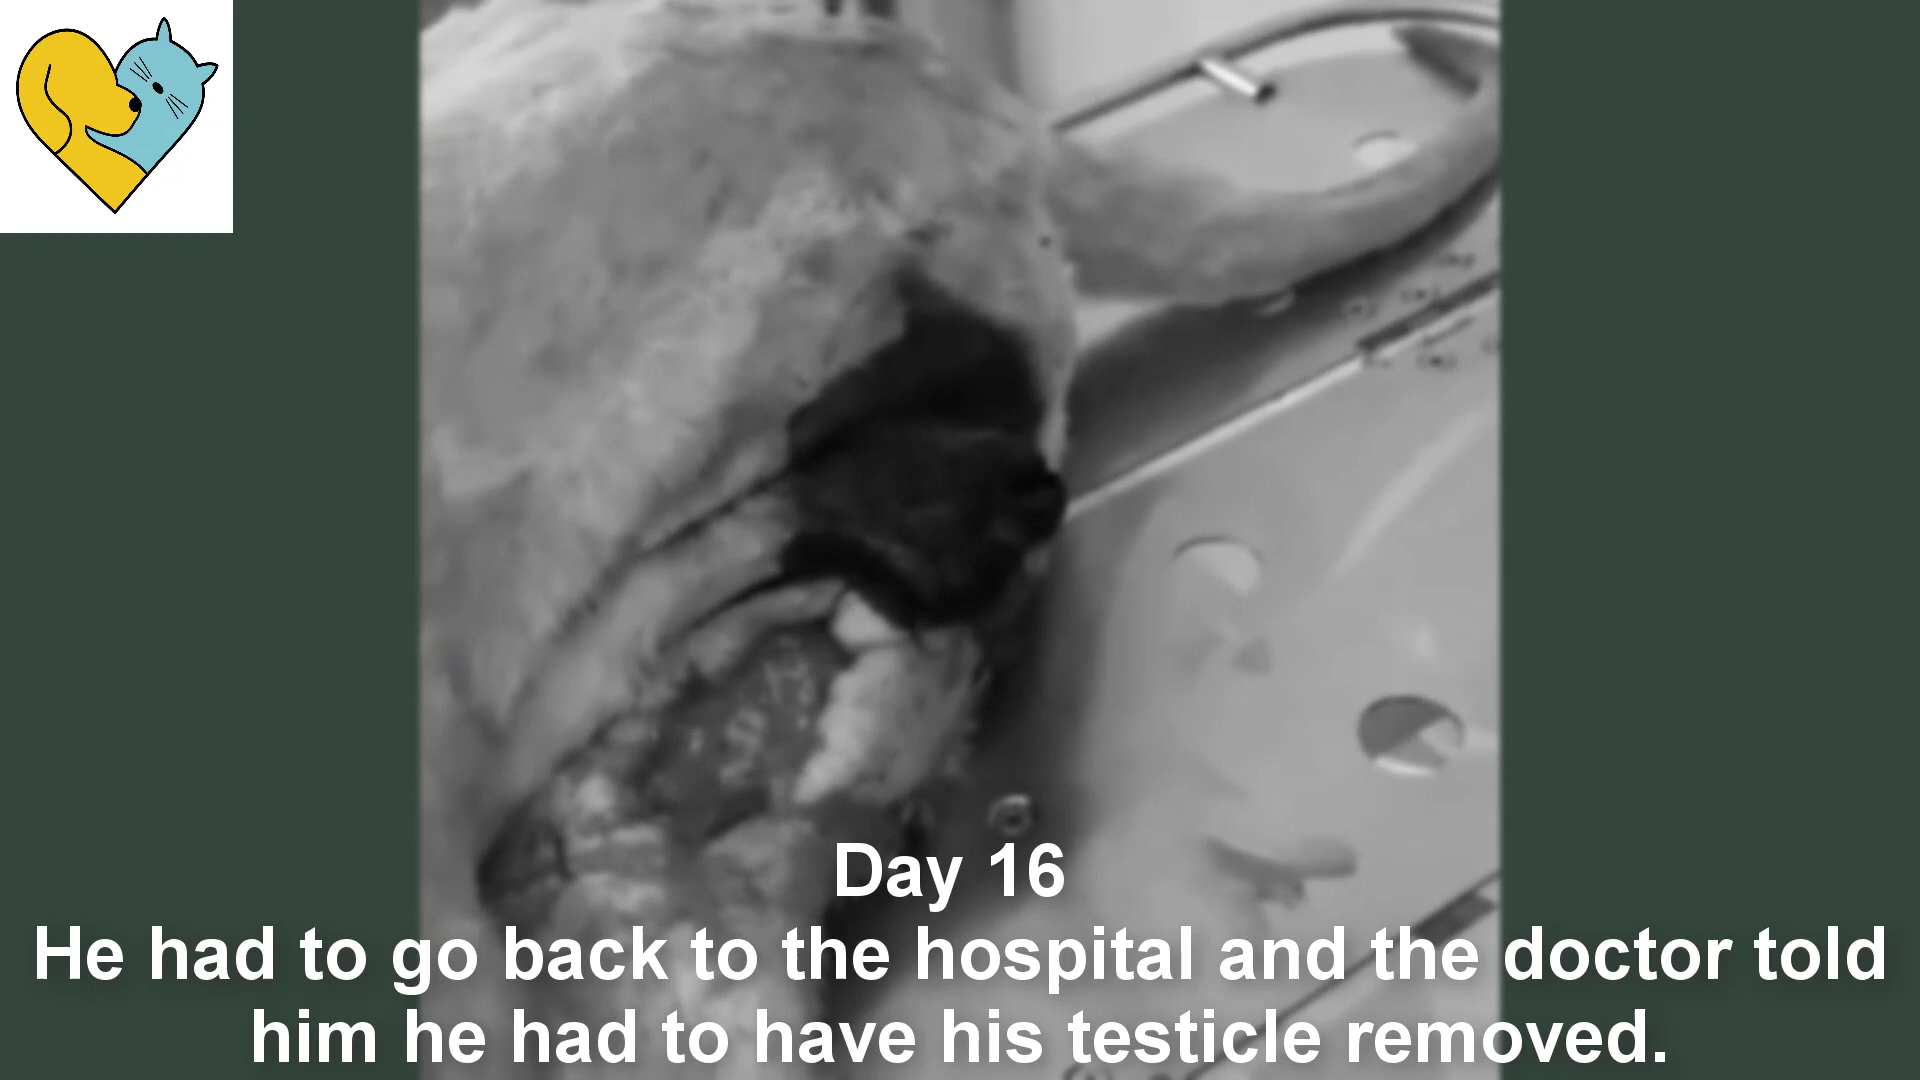 Day 16
He had to go back to the hospital and the doctor told
him he had to have his testicle removed.